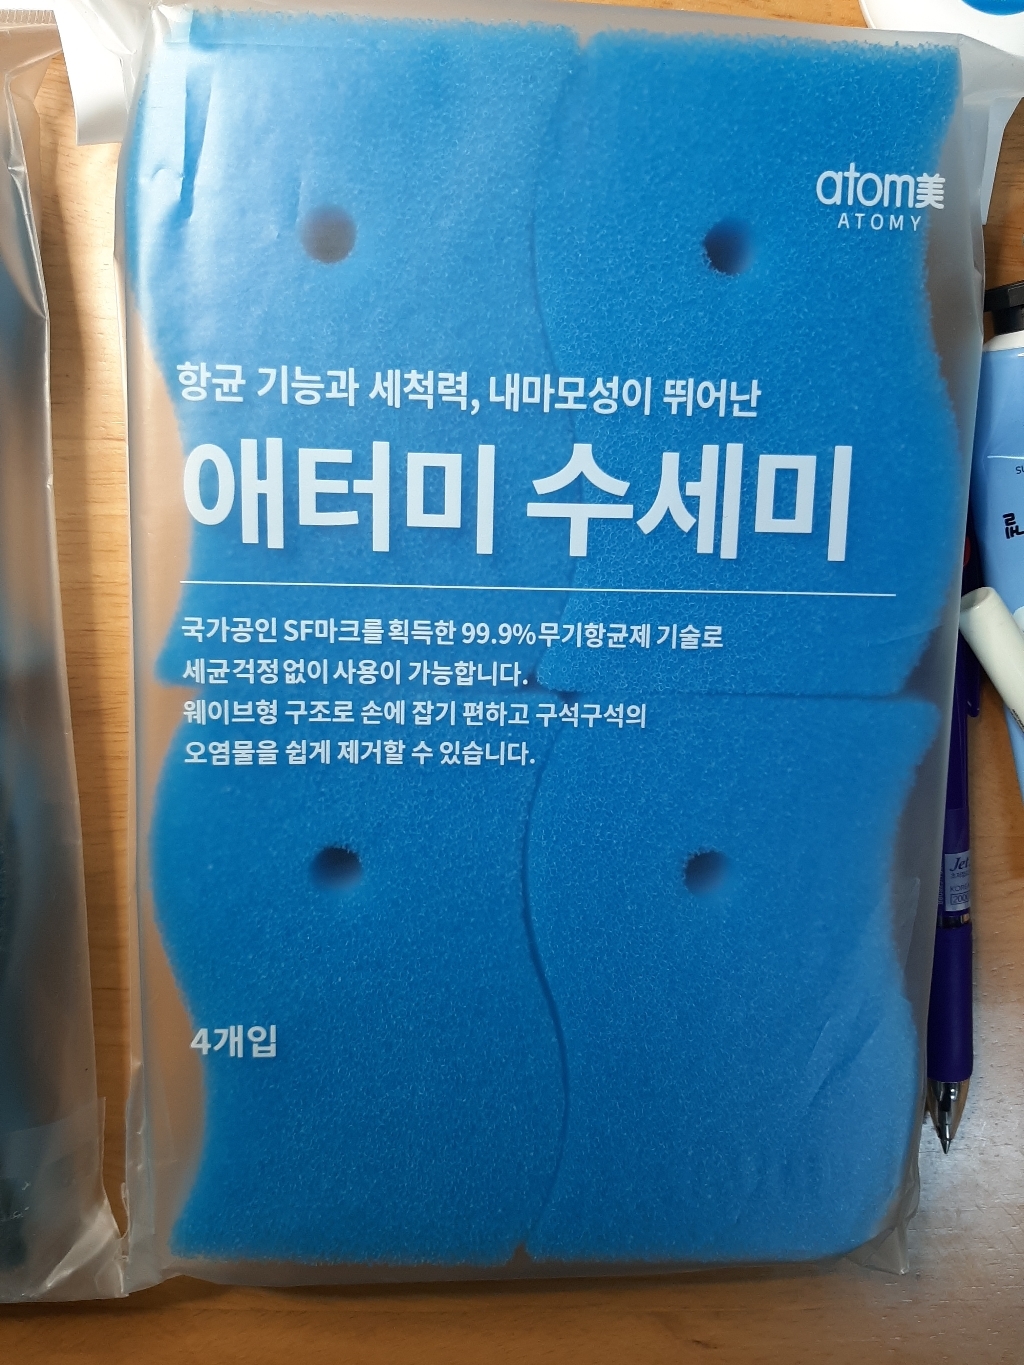 atom美
ATOMY
항균 기능과 세척력, 내마모성이 뛰어난
애터미 수세미
국가공인 SF마크를 획득한 99.9% 무기항균제 기술로
세균 걱정 없이 사용이 가능합니다.
웨이브형 구조로 손에 잡기 편하고 구석구석의
오염물을 쉽게 제거할 수 있습니다.
4개입
Jet